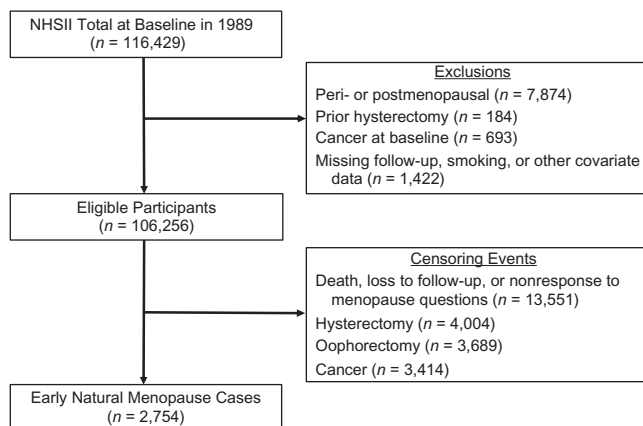 NHSII Total at Baseline in 1989
(n = 116,429)
Exclusions
Peri- or postmenopausal (n = 7,874)
Prior hysterectomy (n = 184)
Cancer at baseline (n = 693)
Missing follow-up, smoking, or other covariate
data (n = 1,422)
Eligible Participants
(n = 106,256)
Censoring Events
Death, loss to follow-up, or nonresponse to
menopause questions (n = 13,551)
Hysterectomy (n = 4,004)
Oophorectomy (n = 3,689)
Cancer (n = 3,414)
Early Natural Menopause Cases
(n = 2,754)